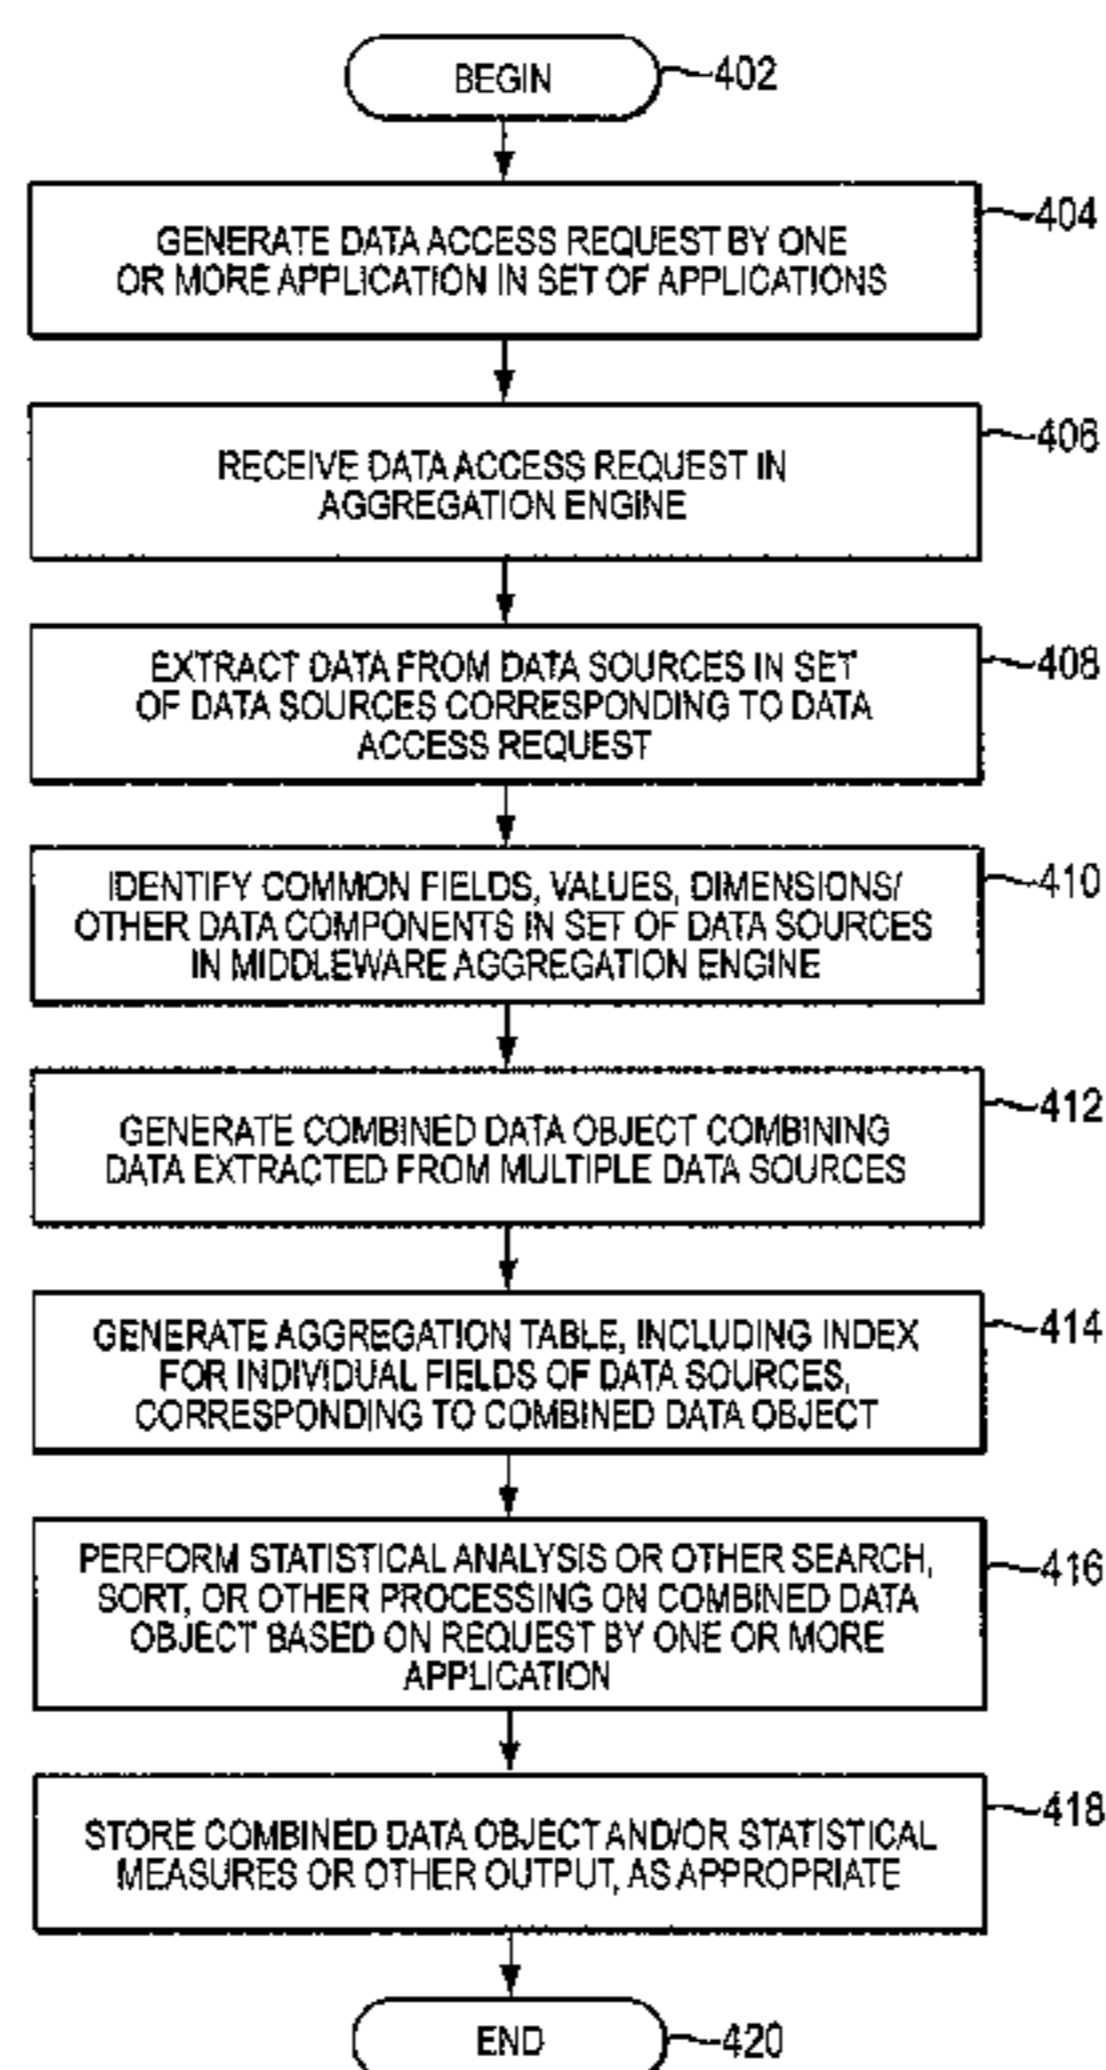 BEGIN
402
GENERATE DATA ACCESS REQUEST BY ONE
OR MORE APPLICATION IN SET OF APPLICATIONS
404
RECEIVE DATA ACCESS REQUEST IN
AGGREGATION ENGINE
406
EXTRACT DATA FROM DATA SOURCES IN SET
OF DATA SOURCES CORRESPONDING TO DATA
ACCESS REQUEST
408
IDENTIFY COMMON FIELDS, VALUES, DIMENSIONS/
OTHER DATA COMPONENTS IN SET OF DATA SOURCES
IN MIDDLEWARE AGGREGATION ENGINE
410
GENERATE COMBINED DATA OBJECT COMBINING
DATA EXTRACTED FROM MULTIPLE DATA SOURCES
412
GENERATE AGGREGATION TABLE, INCLUDING INDEX
FOR INDIVIDUAL FIELDS OF DATA SOURCES,
CORRESPONDING TO COMBINED DATA OBJECT
414
PERFORM STATISTICAL ANALYSIS OR OTHER SEARCH,
SORT, OR OTHER PROCESSING ON COMBINED DATA
OBJECT BASED ON REQUEST BY ONE OR MORE
APPLICATION
416
STORE COMBINED DATA OBJECT AND/OR STATISTICAL
MEASURES OR OTHER OUTPUT, AS APPROPRIATE
418
END
420